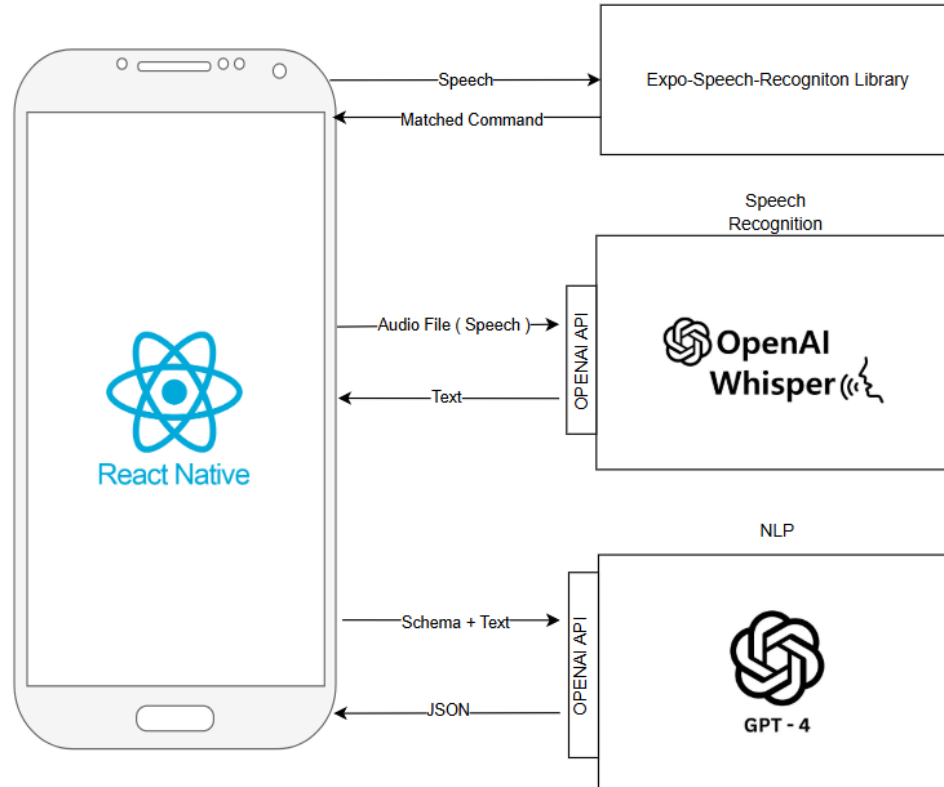 Speech
Expo-Speech-Recogniton Library
Matched Command
Speech
Recognition
Audio File ( Speech )
OPENAI API
OpenAI
Whisper
Text
React Native
NLP
Schema + Text
OPENAI API
JSON
GPT - 4